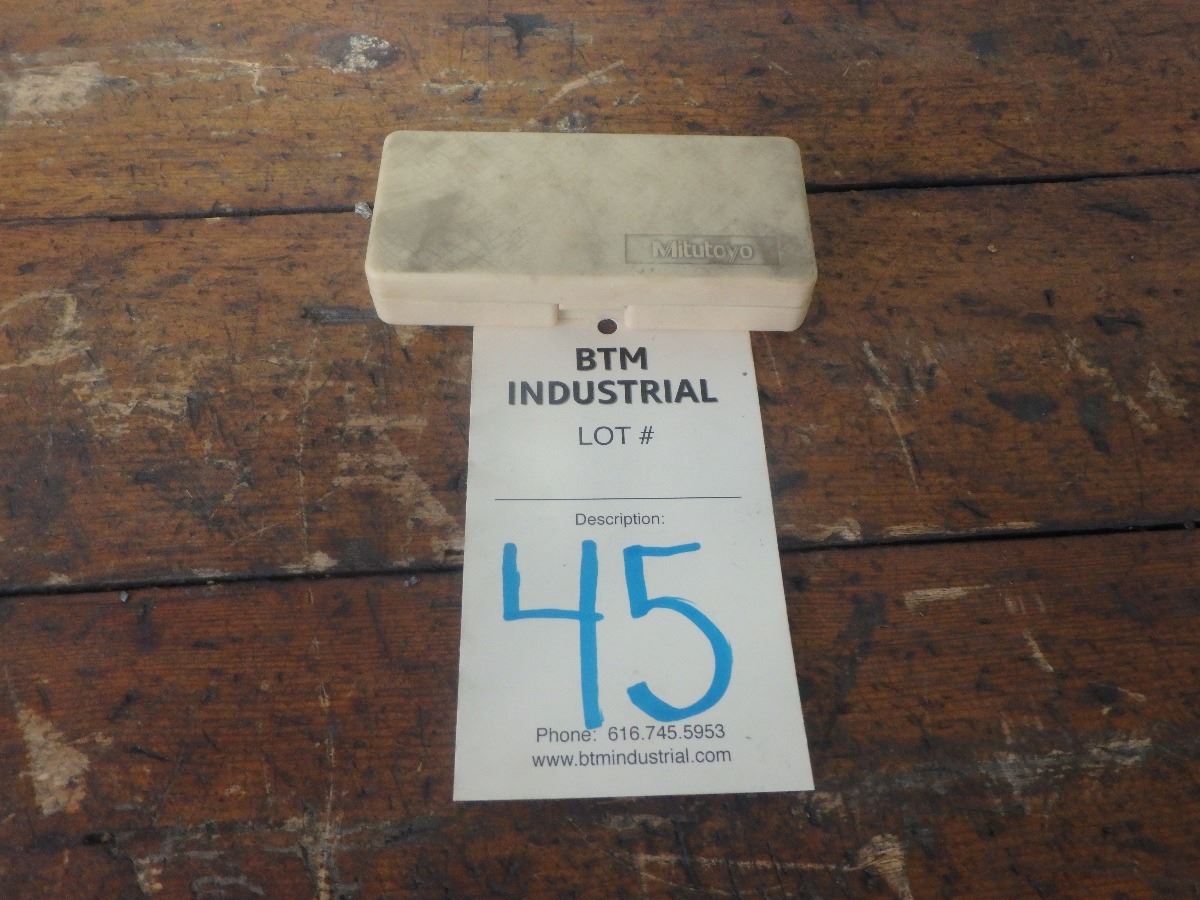 Mitutoyo
BTM
INDUSTRIAL
LOT #
Description:
45
Phone: 616.745.5953
www.btmindustrial.com